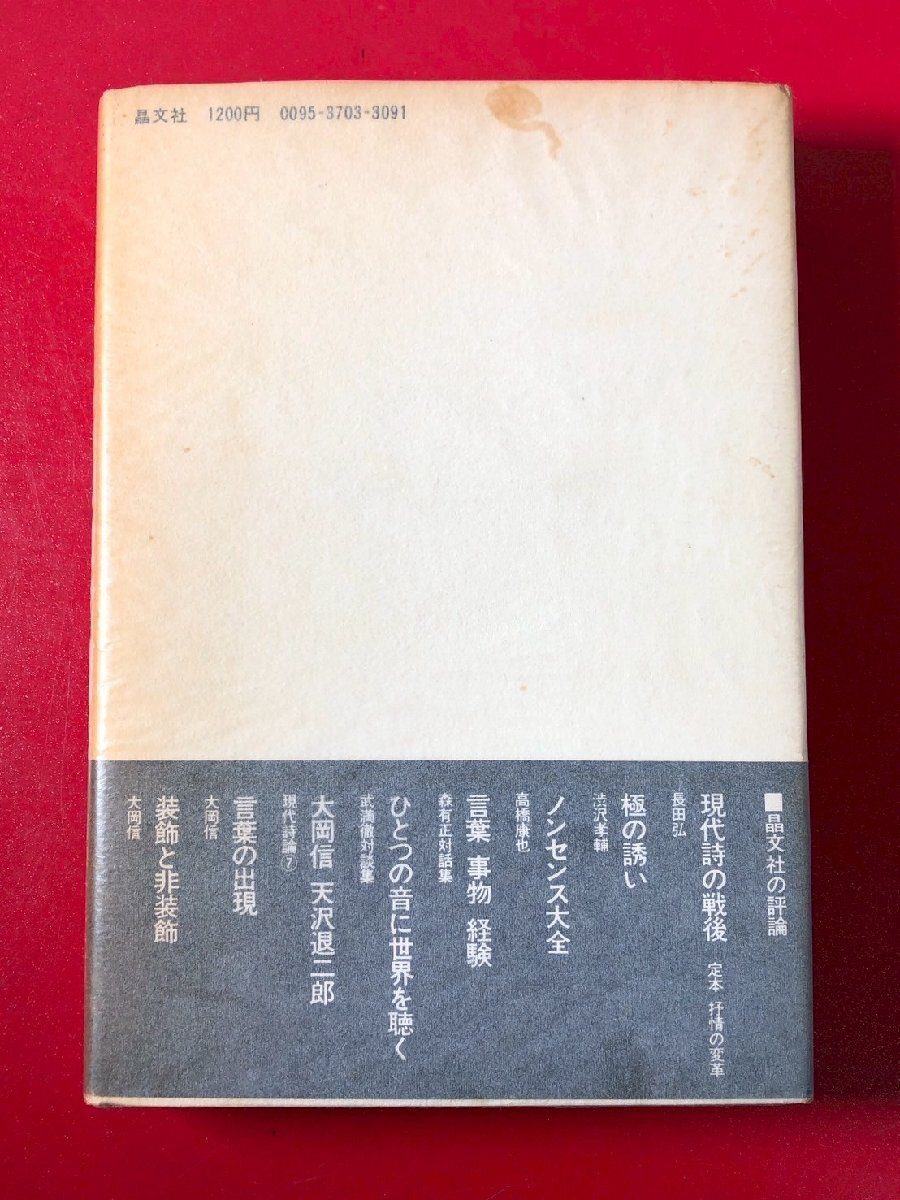 晶文社 1200円 0095-3703-3091
■晶文社の評論
現代詩の戦後 定本 抒情の変革
長田弘
極の誘い
渋沢孝輔
ノンセンス大全
高橋康也
言葉 事物 経験
森有正対話集
ひとつの音に世界を聴く
武満徹対談集
大岡信 天沢退二郎
現代詩論⑦
言葉の出現
大岡信
装飾と非装飾
大岡信